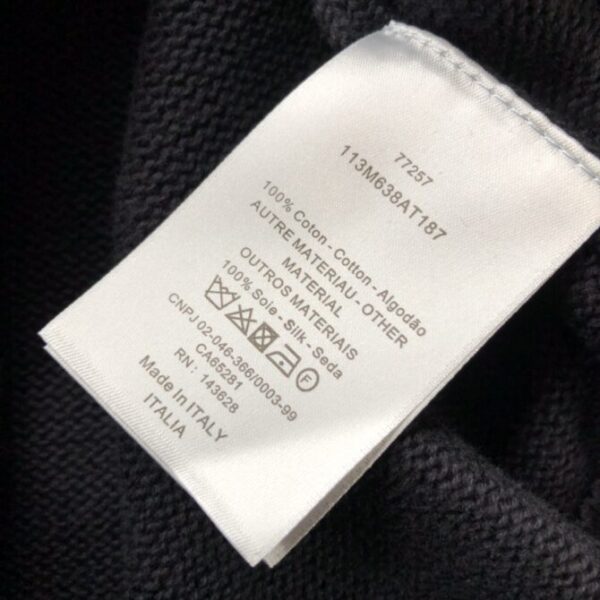 77257
113M638AT187
100% Coton - Cotton - Algodão
AUTRE MATERIAU - OTHER
MATERIAL
OUTROS MATERIAIS
100% Soie - Silk - Seda
F
CNPJ 02-046-366/0003-99
CA65281
RN: 143628
Made In ITALY
ITALIA